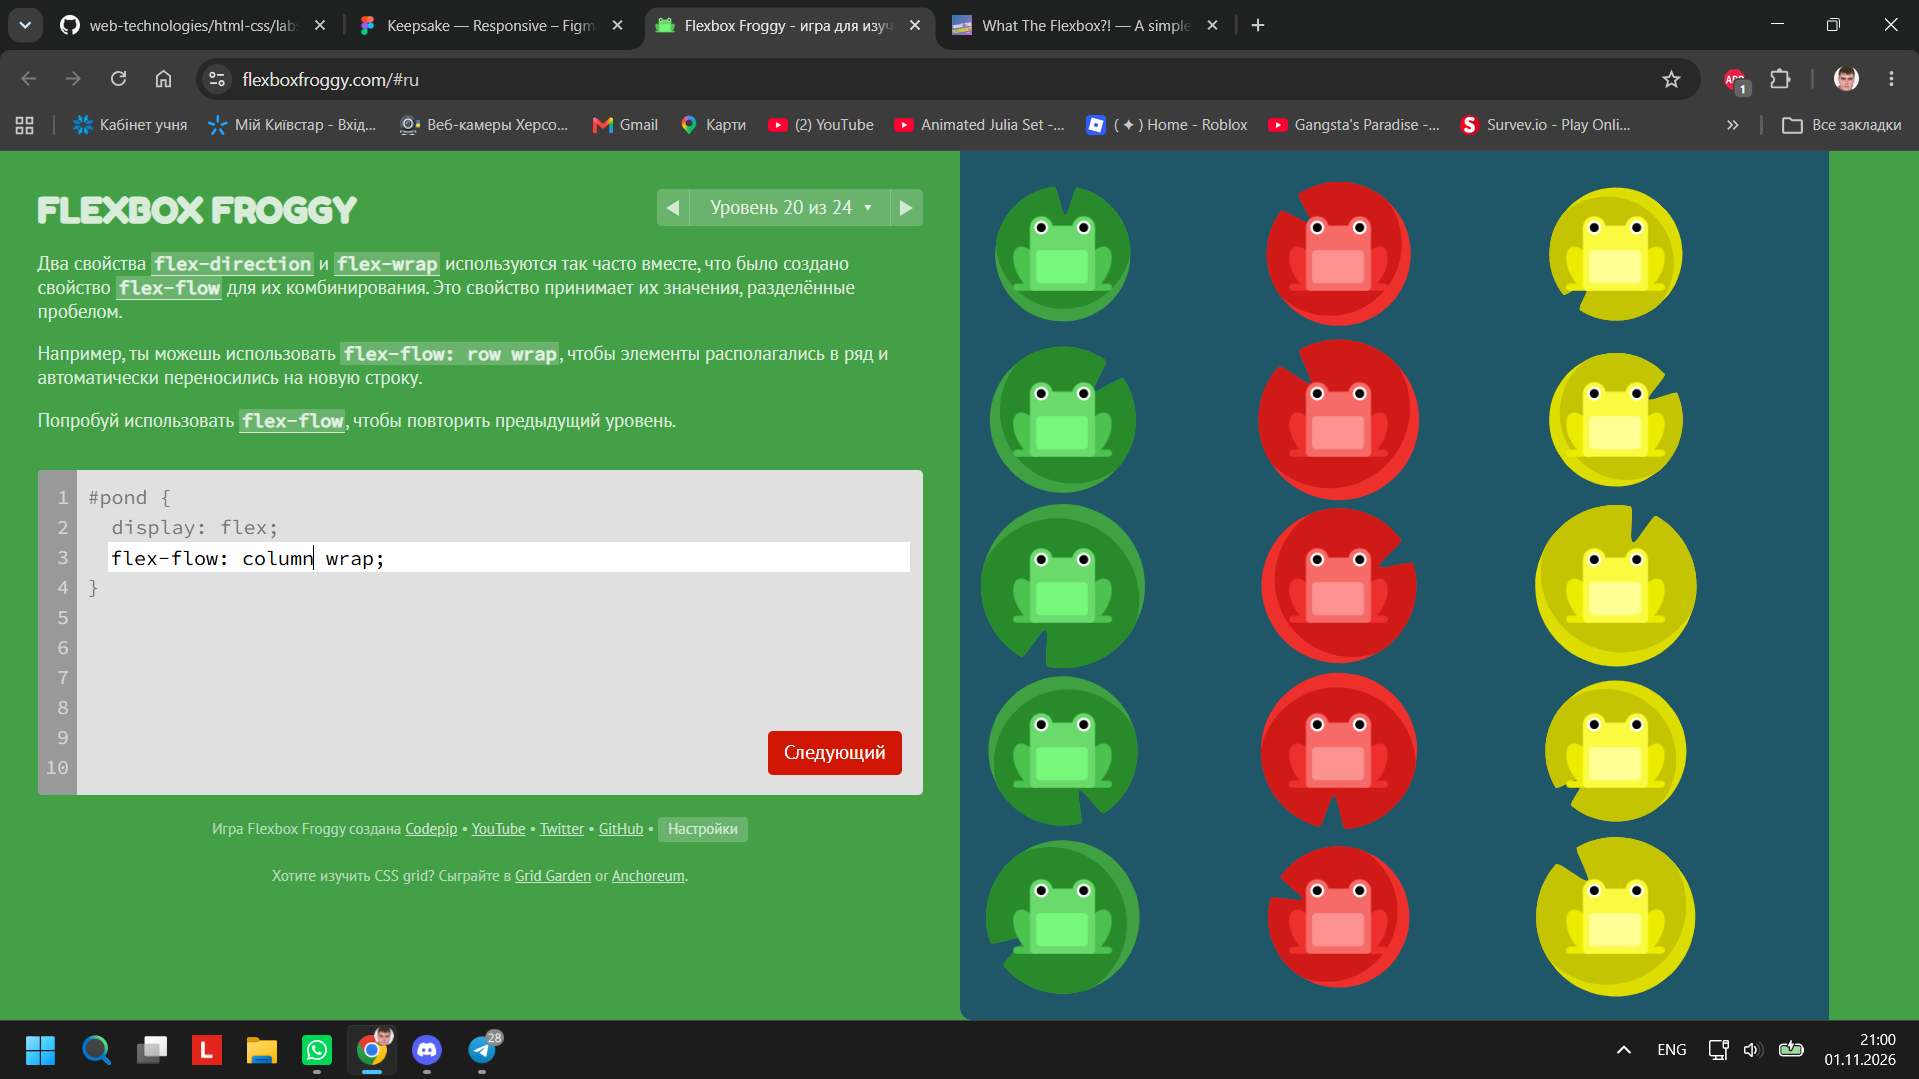 web-technologies/html-css/lab
Keepsake — Responsive – Figm
Flexbox Froggy - игра для изуч
What The Flexbox?! — A simple
flexboxfroggy.com/#ru
1
Кабінет учня
Мій Київстар - Вхід...
Веб-камеры Херсо...
Gmail
Карти
(2) YouTube
Animated Julia Set -...
( ✦ ) Home - Roblox
Gangsta's Paradise -...
Survev.io - Play Onli...
Все закладки
FLEXBOX FROGGY
Уровень 20 из 24
Два свойства flex-direction и flex-wrap используются так часто вместе, что было создано
свойство flex-flow для их комбинирования. Это свойство принимает их значения, разделённые
пробелом.
Например, ты можешь использовать flex-flow: row wrap, чтобы элементы располагались в ряд и
автоматически переносились на новую строку.
Попробуй использовать flex-flow, чтобы повторить предыдущий уровень.
1 #pond {
2 display: flex;
3 flex-flow: column wrap;
4 }
5
6
7
8
9
10
Следующий
Игра Flexbox Froggy создана Codepip • YouTube • Twitter • GitHub • Настройки
Хотите изучить CSS grid? Сыграйте в Grid Garden or Anchoreum.
L
28
ENG
21:00
01.11.2026